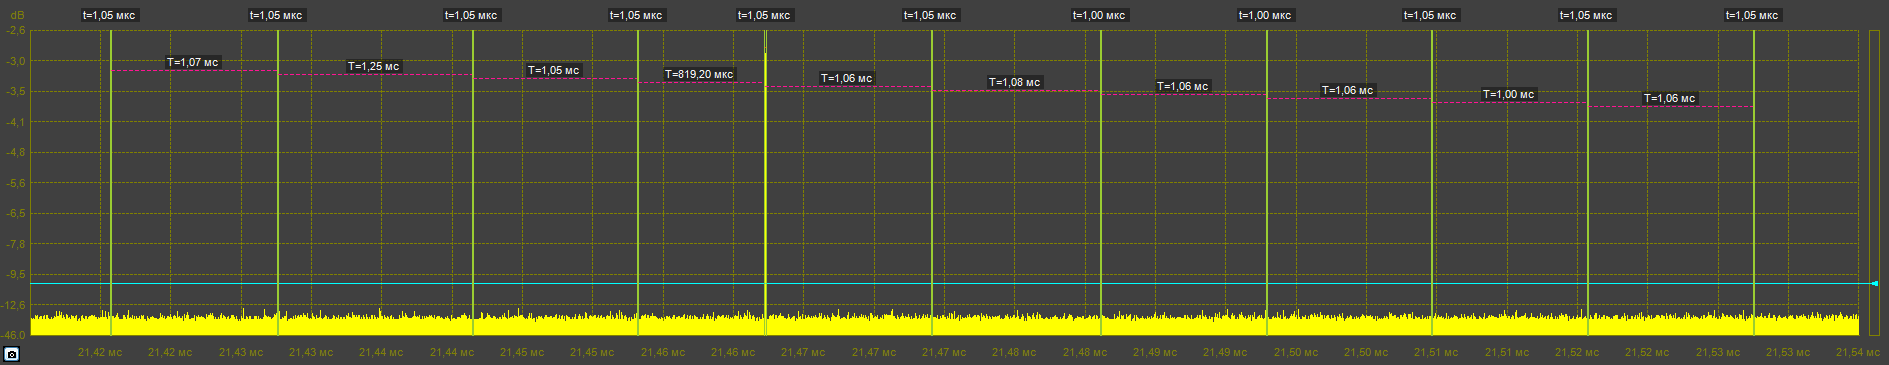 dB
t=1,05 мкс t=1,05 мкс t=1,05 мкс t=1,05 мкс t=1,05 мкс t=1,05 мкс t=1,00 мкс t=1,00 мкс t=1,05 мкс t=1,05 мкс t=1,05 мкс
-2,6
-3,0
-3,5
-4,1
-4,8
-5,6
-6,5
-7,8
-9,5
-12,6
-46,0
T=1,07 мс
T=1,25 мс
T=1,05 мс
T=819,20 мкс
T=1,06 мс
T=1,08 мс
T=1,06 мс
T=1,06 мс
T=1,00 мс
T=1,06 мс
21,42 мс 21,42 мс 21,43 мс 21,43 мс 21,44 мс 21,44 мс 21,45 мс 21,45 мс 21,46 мс 21,46 мс 21,47 мс 21,47 мс 21,47 мс 21,48 мс 21,48 мс 21,49 мс 21,49 мс 21,50 мс 21,50 мс 21,51 мс 21,51 мс 21,52 мс 21,52 мс 21,53 мс 21,53 мс 21,54 мс